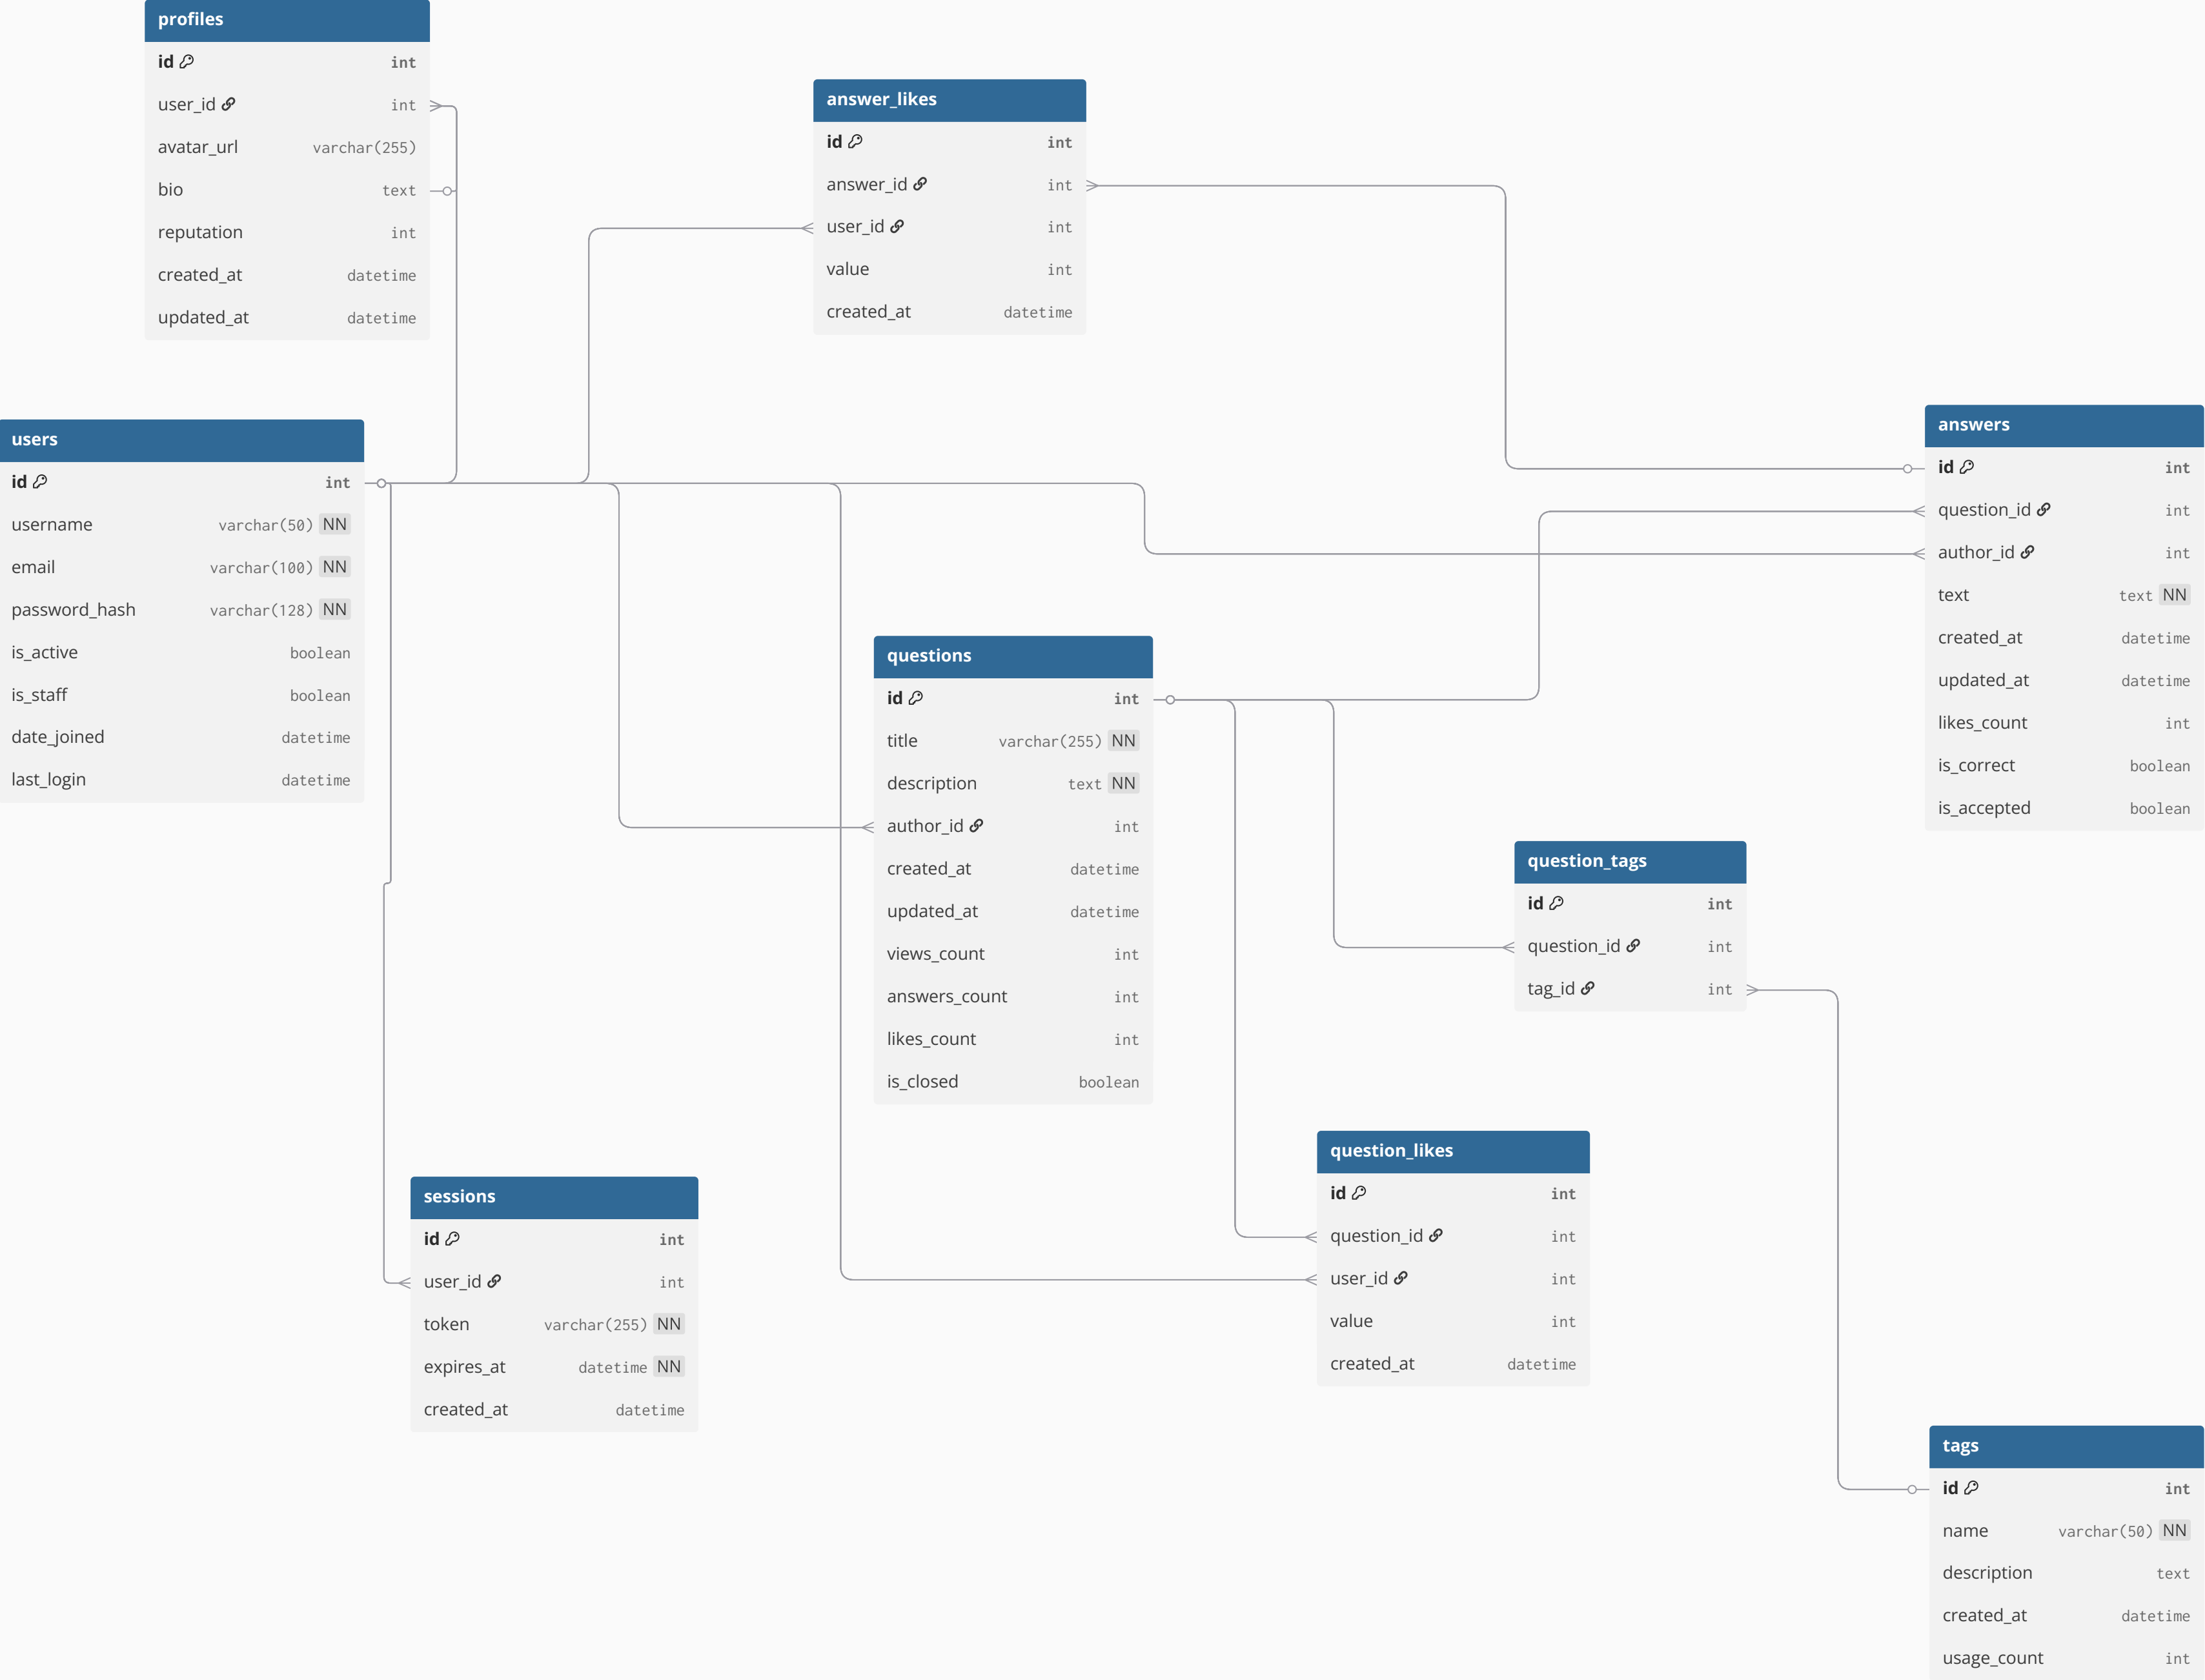 profiles
id int
user_id int
avatar_url varchar(255)
bio text
reputation int
created_at datetime
updated_at datetime
answer_likes
id int
answer_id int
user_id int
value int
created_at datetime
users
id int
username varchar(50) NN
email varchar(100) NN
password_hash varchar(128) NN
is_active boolean
is_staff boolean
date_joined datetime
last_login datetime
answers
id int
question_id int
author_id int
text text NN
created_at datetime
updated_at datetime
likes_count int
is_correct boolean
is_accepted boolean
questions
id int
title varchar(255) NN
description text NN
author_id int
created_at datetime
updated_at datetime
views_count int
answers_count int
likes_count int
is_closed boolean
question_tags
id int
question_id int
tag_id int
question_likes
id int
question_id int
user_id int
value int
created_at datetime
sessions
id int
user_id int
token varchar(255) NN
expires_at datetime NN
created_at datetime
tags
id int
name varchar(50) NN
description text
created_at datetime
usage_count int